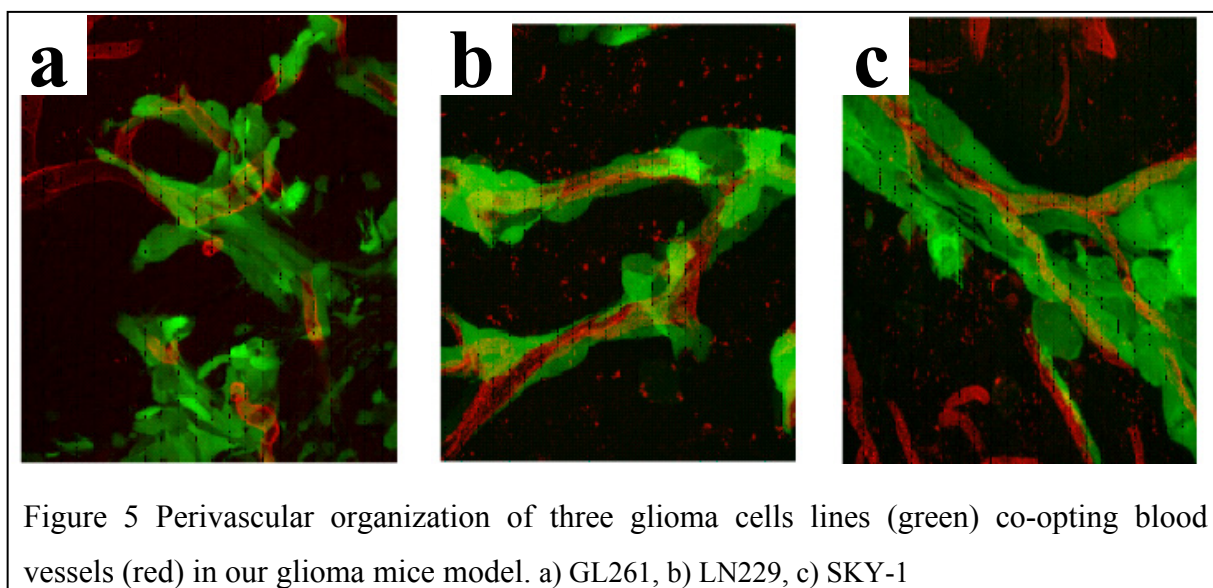 a b c
Figure 5 Perivascular organization of three glioma cells lines (green) co-opting blood
vessels (red) in our glioma mice model. a) GL261, b) LN229, c) SKY-1